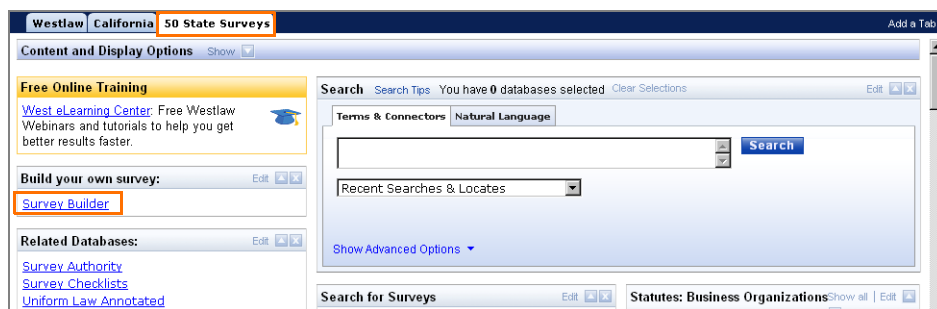 Westlaw California 50 State Surveys Add a Tab
Content and Display Options Show
Free Online Training
West eLearning Center: Free Westlaw
Webinars and tutorials to help you get
better results faster.
Build your own survey: Edit
Survey Builder
Related Databases: Edit
Survey Authority
Survey Checklists
Uniform Law Annotated
Search Search Tips You have 0 databases selected Clear Selections Edit
Terms & Connectors Natural Language
Search
Recent Searches & Locates
Show Advanced Options
Search for Surveys Edit
Statutes: Business Organizations Show all | Edit